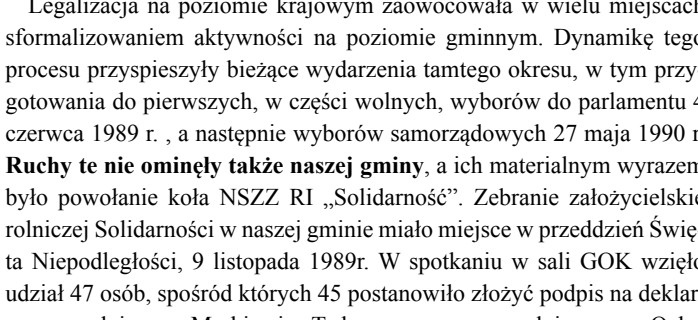 Legalizacja na poziomie krajowym zaowocowała w wielu miejscach
sformalizowaniem aktywności na poziomie gminnym. Dynamikę tego
procesu przyspieszyły bieżące wydarzenia tamtego okresu, w tym przy
gotowania do pierwszych, w części wolnych, wyborów do parlamentu 4
czerwca 1989 r. , a następnie wyborów samorządowych 27 maja 1990 r
Ruchy te nie ominęły także naszej gminy, a ich materialnym wyrazem
było powołanie koła NSZZ RI „Solidarność”. Zebranie założycielskie
rolniczej Solidarności w naszej gminie miało miejsce w przeddzień Świę
ta Niepodległości, 9 listopada 1989r. W spotkaniu w sali GOK wzięło
udział 47 osób, spośród których 45 postanowiło złożyć podpis na deklar